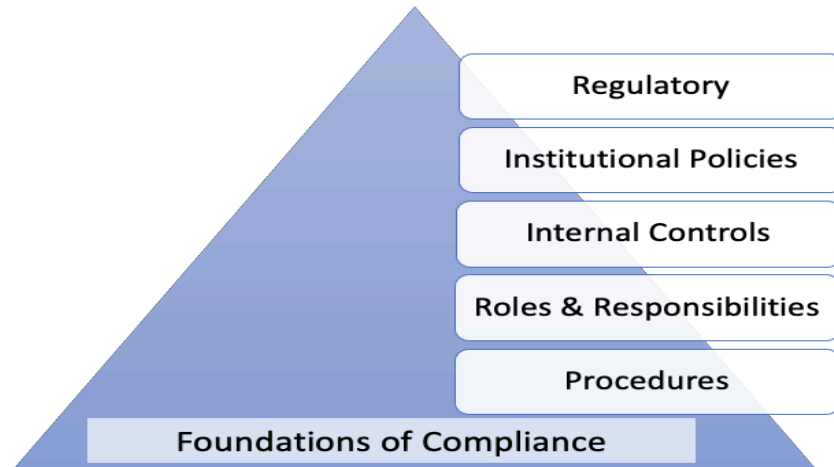 Regulatory
Institutional Policies
Internal Controls
Roles & Responsibilities
Procedures
Foundations of Compliance